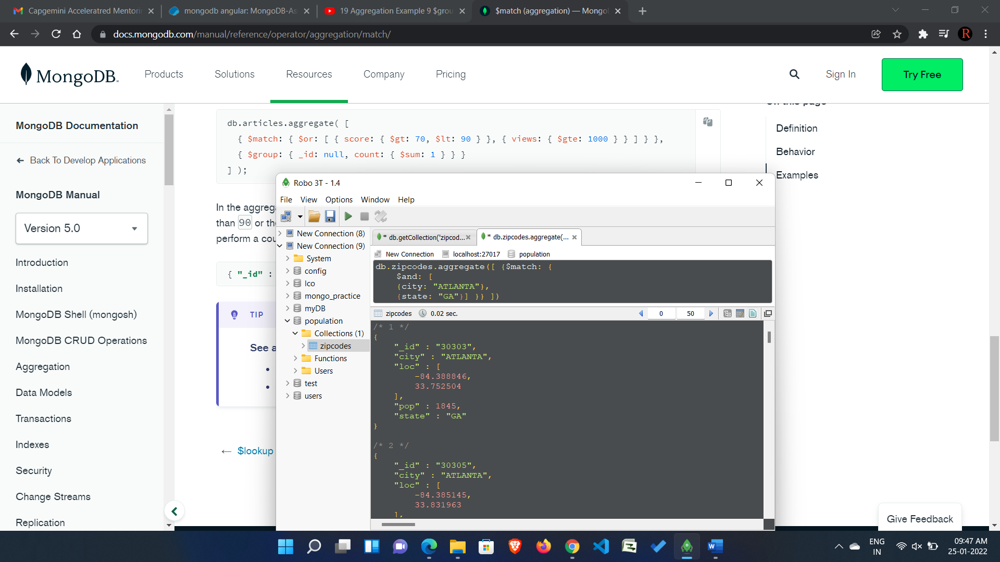 Capgemini Acceleratred Mentorin
mongodb angular: MongoDB-As
19 Aggregation Example 9 $grou
$match (aggregation) — Mongo
docs.mongodb.com/manual/reference/operator/aggregation/match/
R
MongoDB.
Products
Solutions
Resources
Company
Pricing
Sign In
Try Free
MongoDB Documentation
Back To Develop Applications
MongoDB Manual
Version 5.0
Introduction
Installation
MongoDB Shell (mongosh)
MongoDB CRUD Operations
Aggregation
Data Models
Transactions
Indexes
Security
Change Streams
Replication
db.articles.aggregate( [
{ $match: { $or: [ { score: { $gt: 70, $lt: 90 } }, { views: { $gte: 1000 } } ] } },
{ $group: { _id: null, count: { $sum: 1 } } }
] );
In the aggreg
than 90 or the
perform a cou
{ "_id" :
TIP
See a
← $lookup
On this page
Definition
Behavior
Examples
Robo 3T - 1.4
File View Options Window Help
New Connection (8)
New Connection (9)
System
config
lco
mongo_practice
myDB
population
Collections (1)
zipcodes
Functions
Users
test
users
* db.getCollection('zipcod...
* db.zipcodes.aggregate(...
New Connection localhost:27017 population
db.zipcodes.aggregate([ {$match: {
$and: [
{city: "ATLANTA"},
{state: "GA"}] }} ])
zipcodes 0.02 sec. 0 50
/* 1 */
{
"_id" : "30303",
"city" : "ATLANTA",
"loc" : [
-84.388846,
33.752504
],
"pop" : 1845,
"state" : "GA"
}
/* 2 */
{
"_id" : "30305",
"city" : "ATLANTA",
"loc" : [
-84.385145,
33.831963
],
Give Feedback
ENG
IN
09:47 AM
25-01-2022